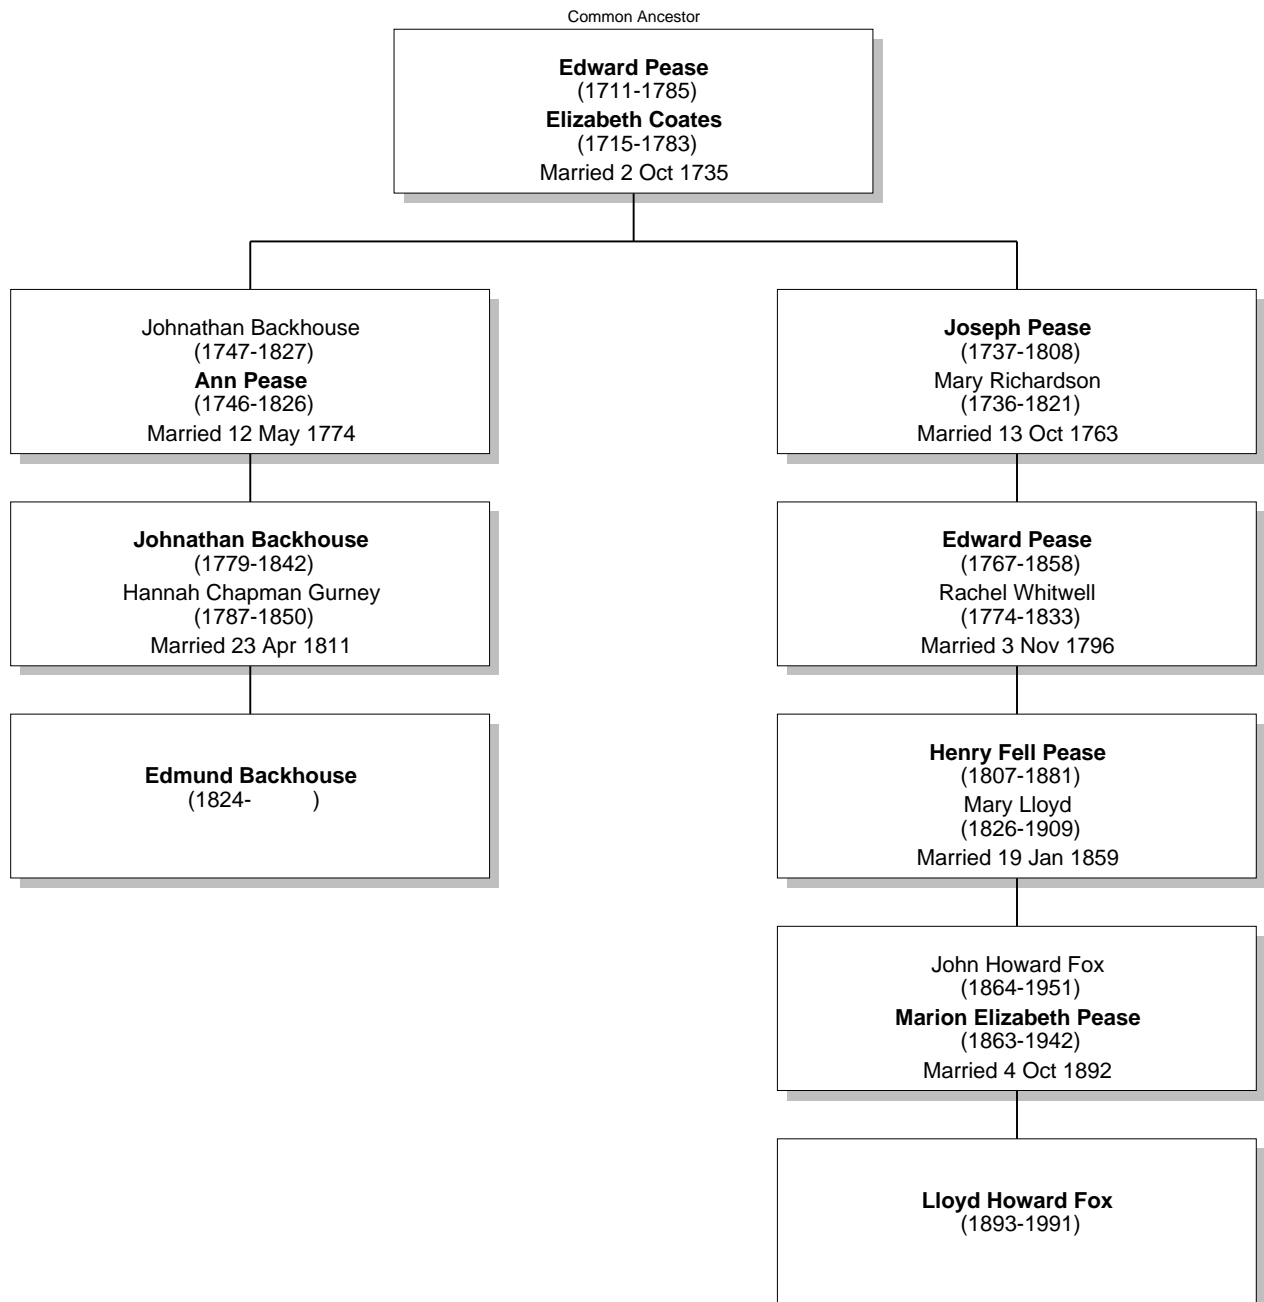 Common Ancestor
Edward Pease
(1711-1785)
Elizabeth Coates
(1715-1783)
Married 2 Oct 1735
Johnathan Backhouse
(1747-1827)
Ann Pease
(1746-1826)
Married 12 May 1774
Joseph Pease
(1737-1808)
Mary Richardson
(1736-1821)
Married 13 Oct 1763
Johnathan Backhouse
(1779-1842)
Hannah Chapman Gurney
(1787-1850)
Married 23 Apr 1811
Edward Pease
(1767-1858)
Rachel Whitwell
(1774-1833)
Married 3 Nov 1796
Edmund Backhouse
(1824- )
Henry Fell Pease
(1807-1881)
Mary Lloyd
(1826-1909)
Married 19 Jan 1859
John Howard Fox
(1864-1951)
Marion Elizabeth Pease
(1863-1942)
Married 4 Oct 1892
Lloyd Howard Fox
(1893-1991)